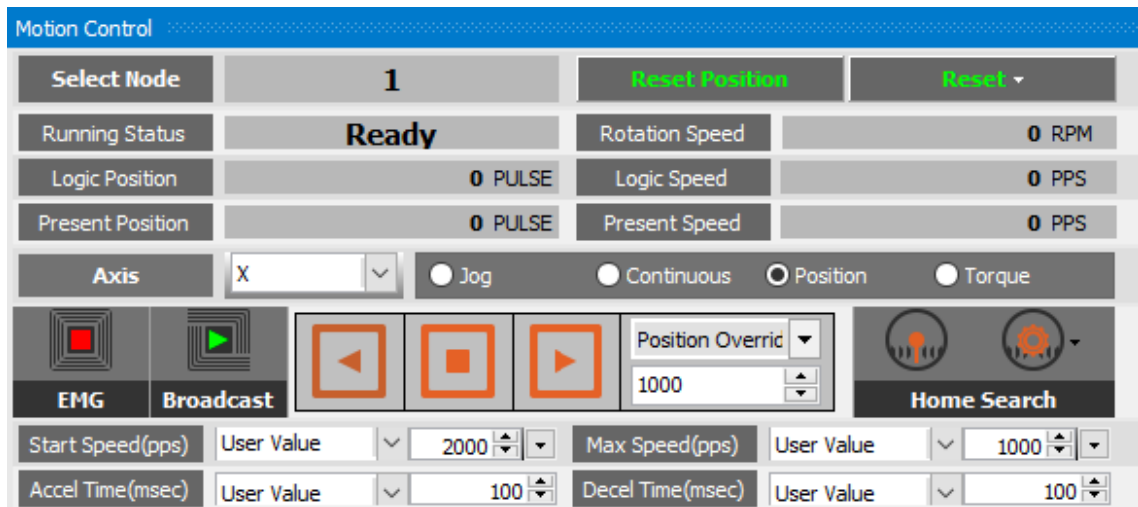 Motion Control
Select Node 1 Reset Position Reset
Running Status Ready Rotation Speed 0 RPM
Logic Position 0 PULSE Logic Speed 0 PPS
Present Position 0 PULSE Present Speed 0 PPS
Axis X Jog Continuous Position Torque
Position Overrid
1000
EMG Broadcast Home Search
Start Speed(pps) User Value 2000 Max Speed(pps) User Value 1000
Accel Time(msec) User Value 100 Decel Time(msec) User Value 100